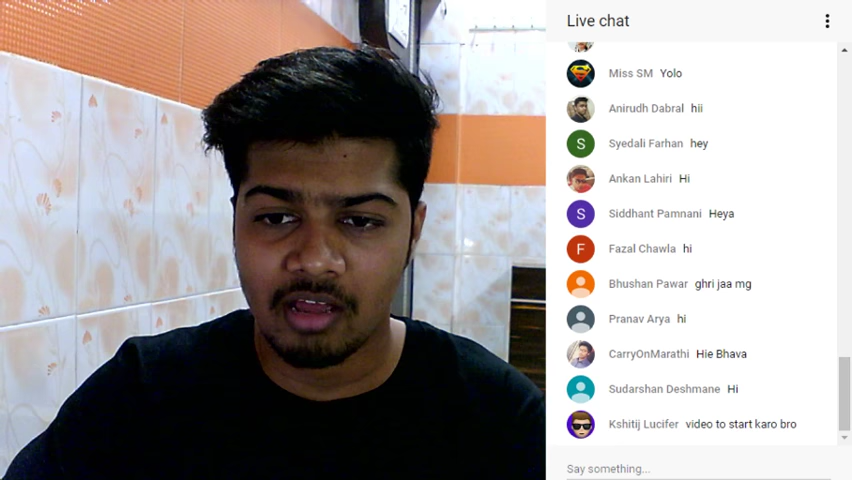 Live chat
Miss SM Yolo
Anirudh Dabral hii
Syedali Farhan hey
S
Ankan Lahiri Hi
Siddhant Pamnani Heya
S
Fazal Chawla hi
F
Bhushan Pawar ghri jaa mg
Pranav Arya hi
CarryOnMarathi Hie Bhava
Sudarshan Deshmane Hi
Kshitij Lucifer video to start karo bro
Say something...